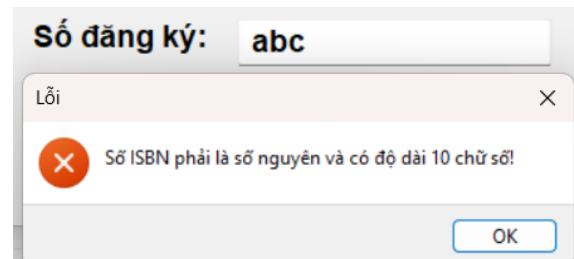 Số đăng ký: abc
Lỗi
Số ISBN phải là số nguyên và có độ dài 10 chữ số!
OK